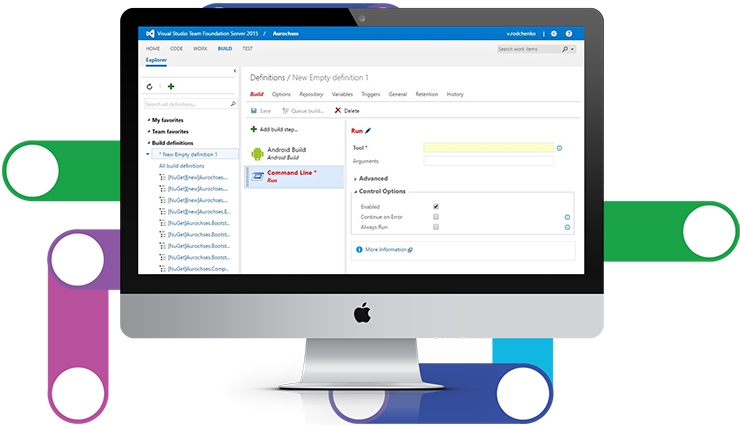 Visual Studio Team Foundation Server 2015 / Aurochses
v.rodchenko
HOME CODE WORK BUILD TEST
Search work items
Explorer
Search all definitions...
My favorites
Team favorites
Build definitions
* New Empty definition 1
All build definitions
[NuGet][new]Aurochses....
[NuGet][new]Aurochses....
[NuGet][new]Aurochses....
[NuGet][new]Aurochses.E...
[NuGet]Aurochses.Bootst...
[NuGet]Aurochses.Bootst...
[NuGet]Aurochses.Bootst...
[NuGet]Aurochses.Bootst...
[NuGet]Aurochses.Comp...
Definitions / New Empty definition 1
Build Options Repository Variables Triggers General Retention History
Save Queue build... Delete
Add build step...
Android Build
Android Build
Command Line *
Run
Run
Tool *
Arguments
Advanced
Control Options
Enabled
Continue on Error
Always Run
More Information